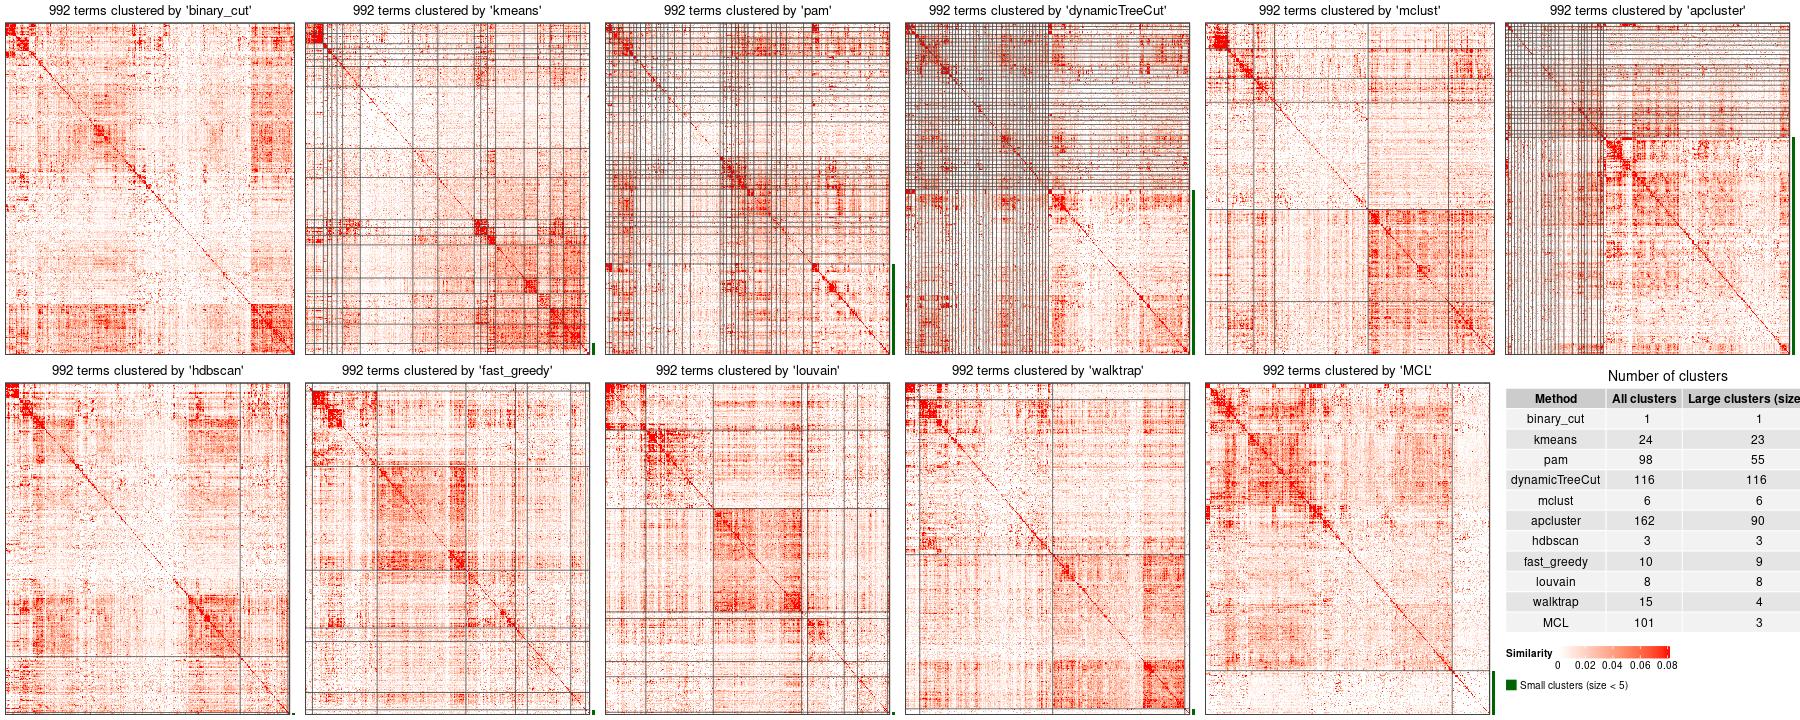 992 terms clustered by 'binary_cut'
992 terms clustered by 'kmeans'
992 terms clustered by 'pam'
992 terms clustered by 'dynamicTreeCut'
992 terms clustered by 'mclust'
992 terms clustered by 'apcluster'
992 terms clustered by 'hdbscan'
992 terms clustered by 'fast_greedy'
992 terms clustered by 'louvain'
992 terms clustered by 'walktrap'
992 terms clustered by 'MCL'
Number of clusters
Method All clusters Large clusters (size
binary_cut 1 1
kmeans 24 23
pam 98 55
dynamicTreeCut 116 116
mclust 6 6
apcluster 162 90
hdbscan 3 3
fast_greedy 10 9
louvain 8 8
walktrap 15 4
MCL 101 3
Similarity
0 0.02 0.04 0.06 0.08
Small clusters (size < 5)